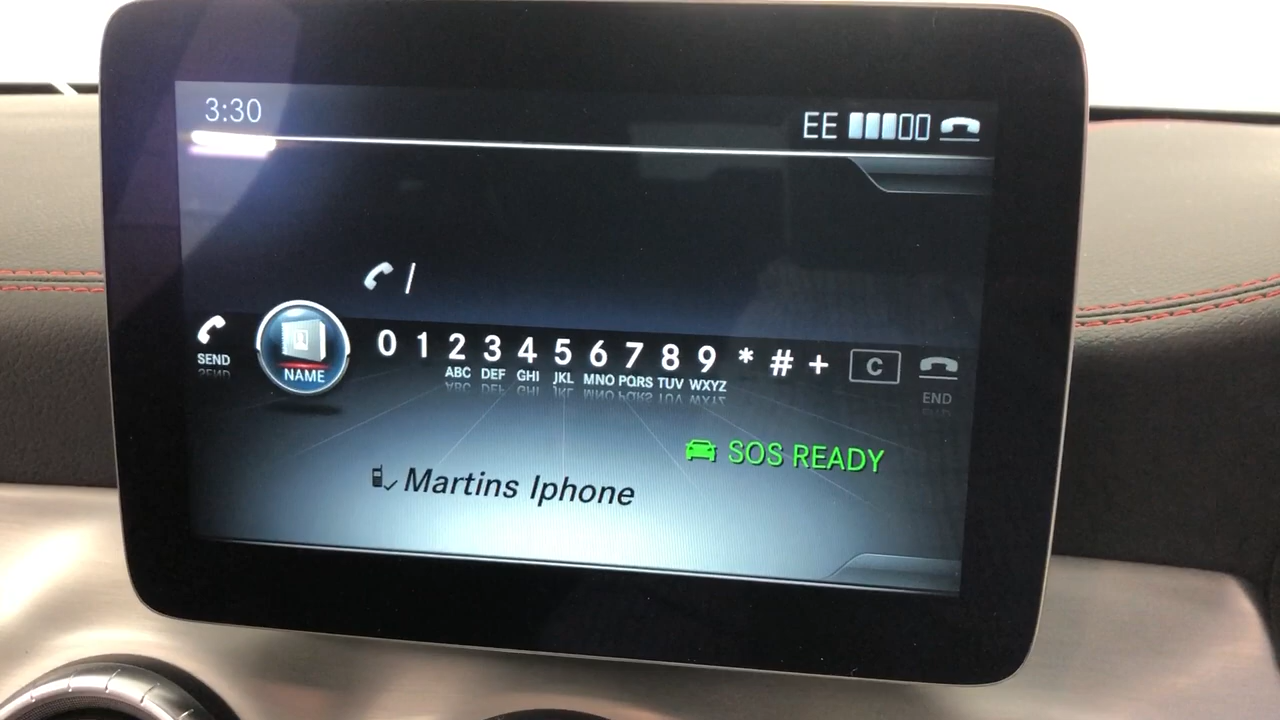 3:30 EE
SEND NAME 0 1 2 3 4 5 6 7 8 9 * # + C END
ABC DEF GHI JKL MNO PQRS TUV WXYZ
SOS READY
Martins Iphone